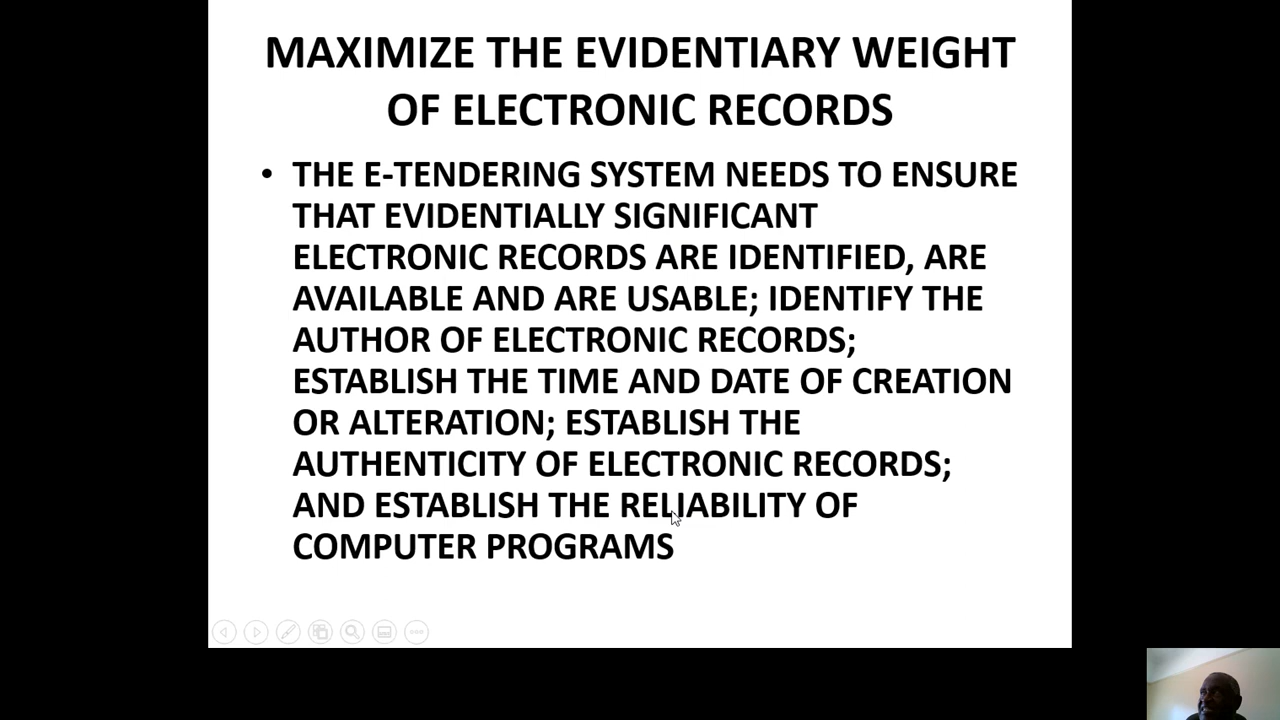 MAXIMIZE THE EVIDENTIARY WEIGHT
OF ELECTRONIC RECORDS
• THE E-TENDERING SYSTEM NEEDS TO ENSURE
THAT EVIDENTIALLY SIGNIFICANT
ELECTRONIC RECORDS ARE IDENTIFIED, ARE
AVAILABLE AND ARE USABLE; IDENTIFY THE
AUTHOR OF ELECTRONIC RECORDS;
ESTABLISH THE TIME AND DATE OF CREATION
OR ALTERATION; ESTABLISH THE
AUTHENTICITY OF ELECTRONIC RECORDS;
AND ESTABLISH THE RELIABILITY OF
COMPUTER PROGRAMS